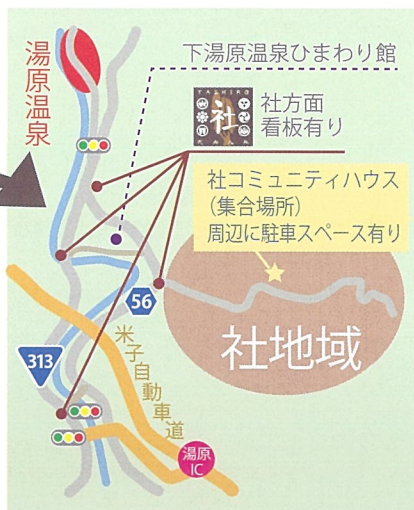 湯原温泉
下湯原温泉ひまわり館
YASHIRO
社
社方面
看板有り
社コミュニティハウス
（集合場所）
周辺に駐車スペース有り
56
社地域
米子自動車道
313
湯原
IC